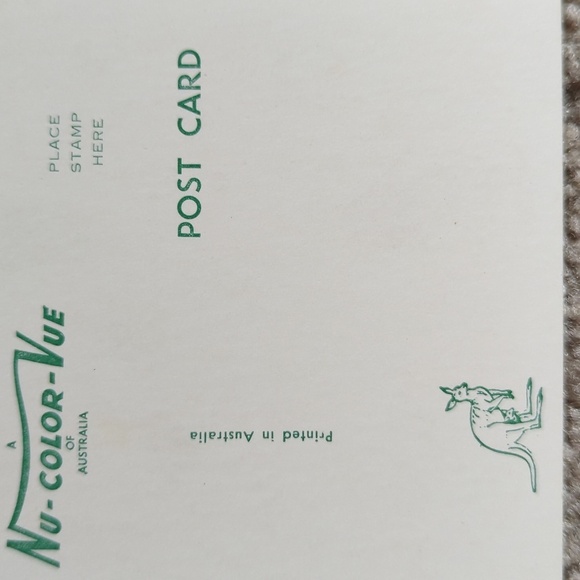 A
NU-COLOR-VUE
OF
AUSTRALIA
PLACE
STAMP
HERE
POST CARD
Printed in Australia